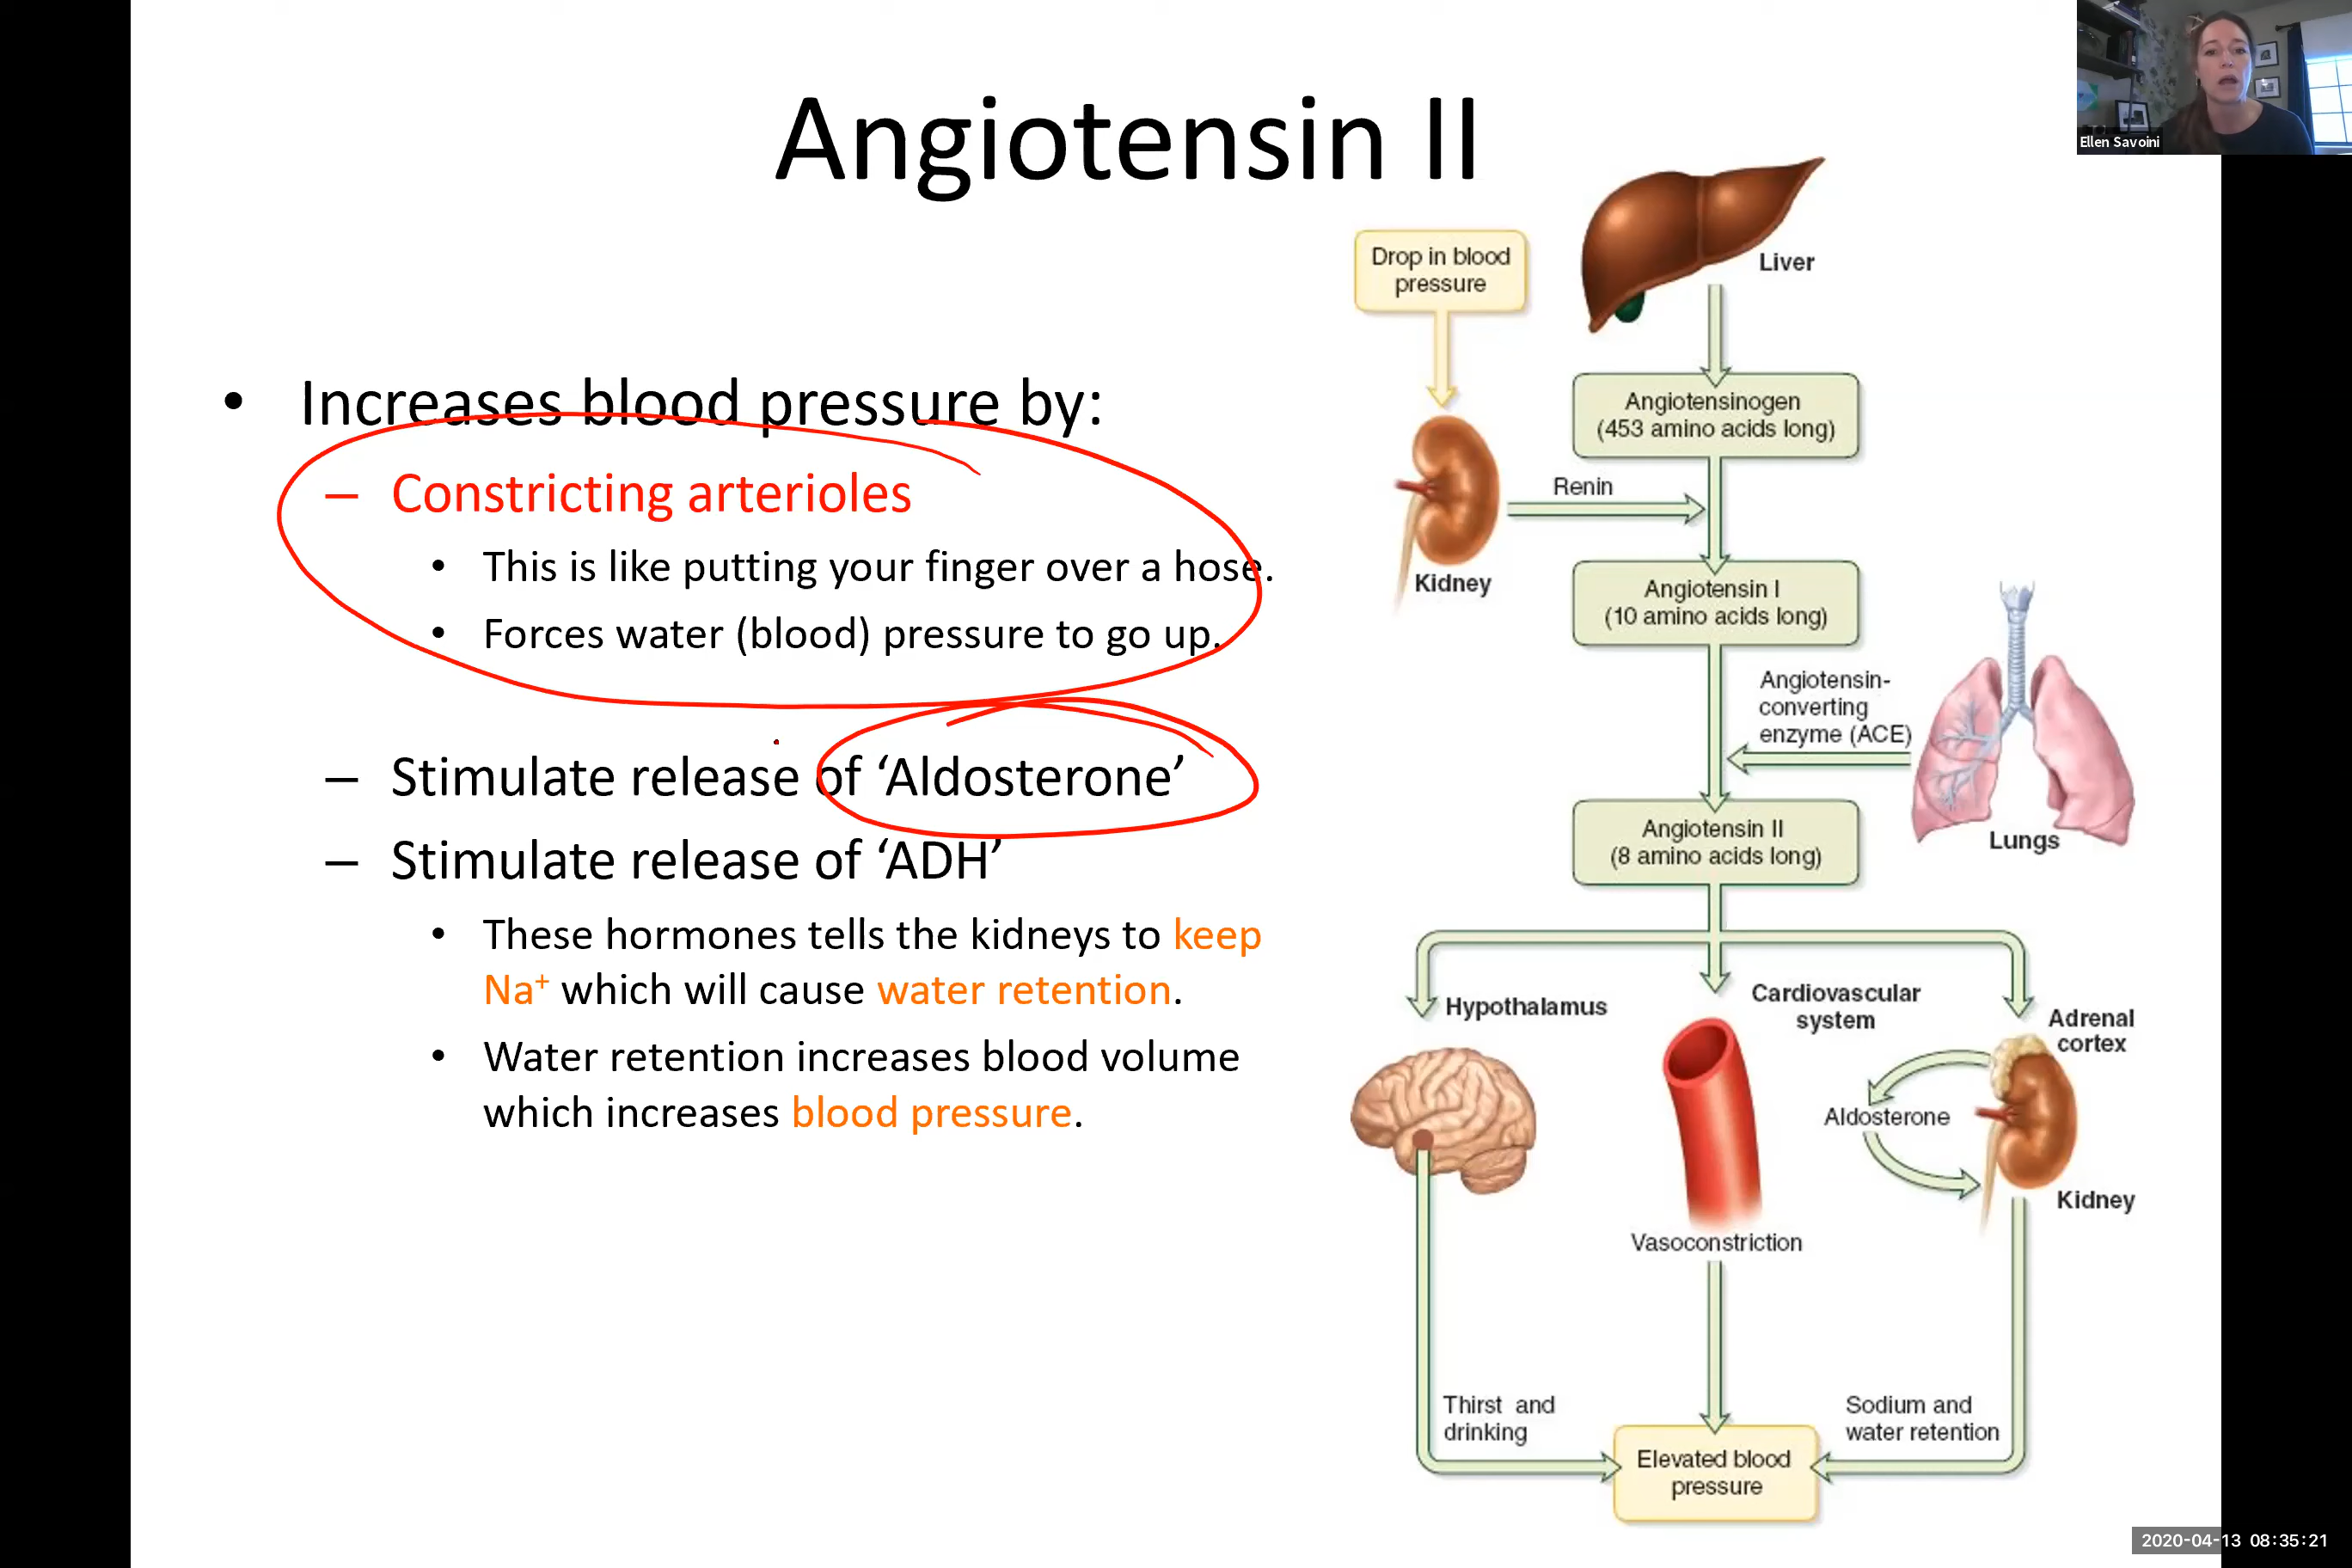 Angiotensin II
Ellen Savoini
• Increases blood pressure by:
– Constricting arterioles
• This is like putting your finger over a hose.
• Forces water (blood) pressure to go up.
– Stimulate release of ‘Aldosterone’
– Stimulate release of ‘ADH’
• These hormones tells the kidneys to keep
Na⁺ which will cause water retention.
• Water retention increases blood volume
which increases blood pressure.
Drop in blood
pressure
Liver
Angiotensinogen
(453 amino acids long)
Renin
Kidney
Angiotensin I
(10 amino acids long)
Angiotensin-
converting
enzyme (ACE)
Lungs
Angiotensin II
(8 amino acids long)
Hypothalamus
Cardiovascular
system
Adrenal
cortex
Aldosterone
Kidney
Vasoconstriction
Thirst and
drinking
Sodium and
water retention
Elevated blood
pressure
2020-04-13 08:35:21